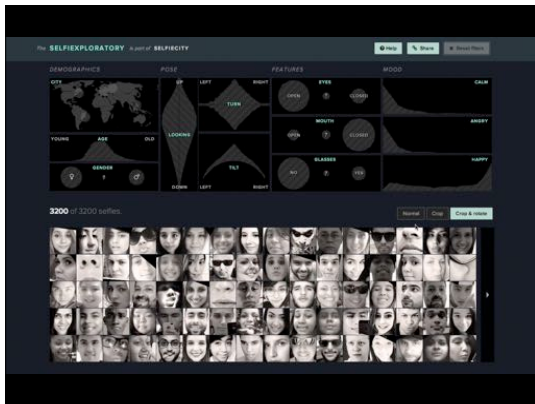 The SELFIEXPLORATORY A part of SELFIECITY
Help Share Reset filters
DEMOGRAPHICS POSE FEATURES MOOD
CITY
UP
LEFT RIGHT
EYES
CALM
OPEN ? CLOSED
TURN
YOUNG AGE OLD
LOOKING
MOUTH
ANGRY
OPEN ? CLOSED
GENDER
♀ ? ♂
TILT
GLASSES
HAPPY
NO ? YES
DOWN
LEFT RIGHT
3200 of 3200 selfies.
Normal Crop Crop & rotate